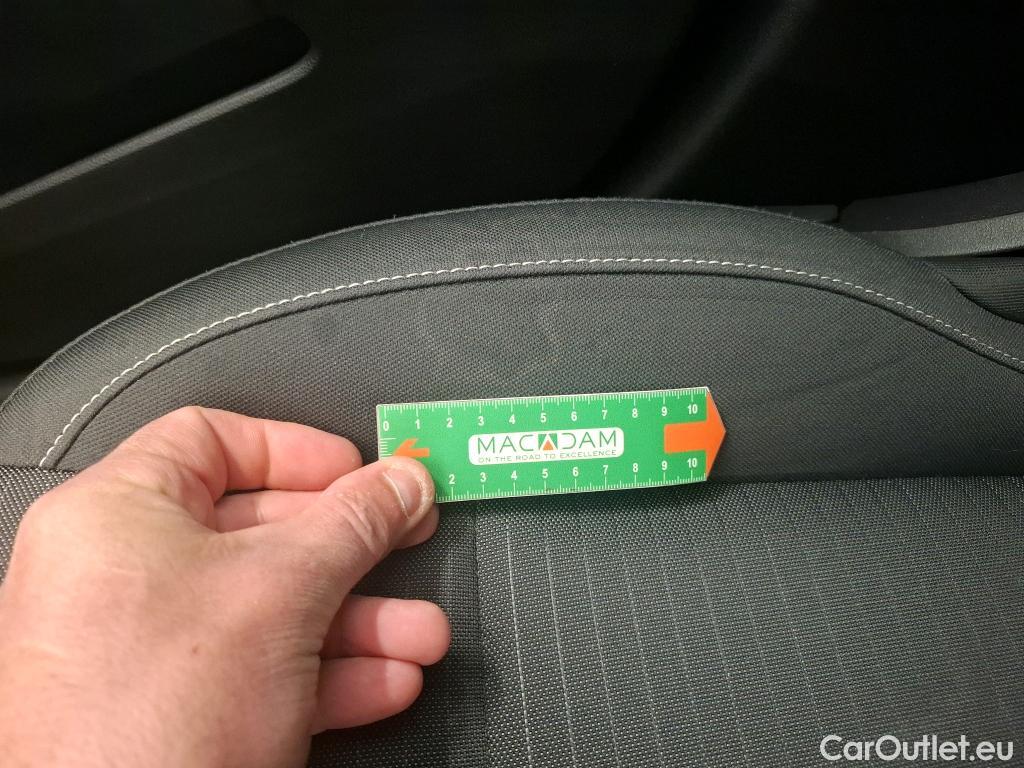 0 1 2 3 4 5 6 7 8 9 10
MACADAM
ON THE ROAD TO EXCELLENCE
2 3 4 5 6 7 8 9 10
CarOutlet.eu